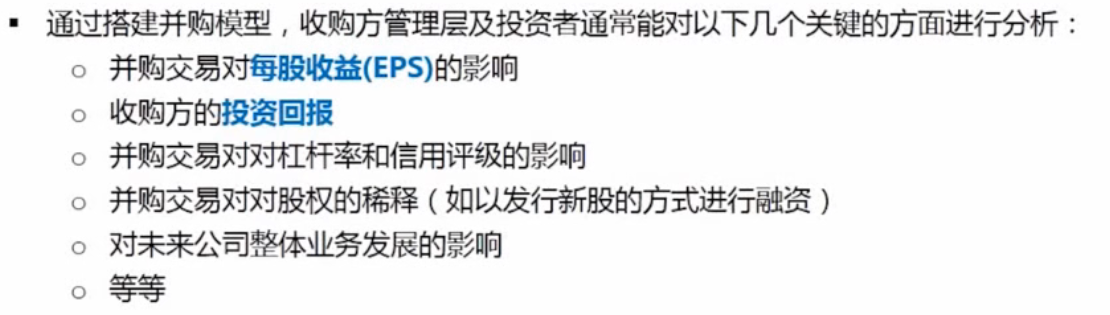 ▪ 通过搭建并购模型，收购方管理层及投资者通常能对以下几个关键的方面进行分析：
○ 并购交易对每股收益(EPS)的影响
○ 收购方的投资回报
○ 并购交易对对杠杆率和信用评级的影响
○ 并购交易对对股权的稀释（如以发行新股的方式进行融资）
○ 对未来公司整体业务发展的影响
○ 等等